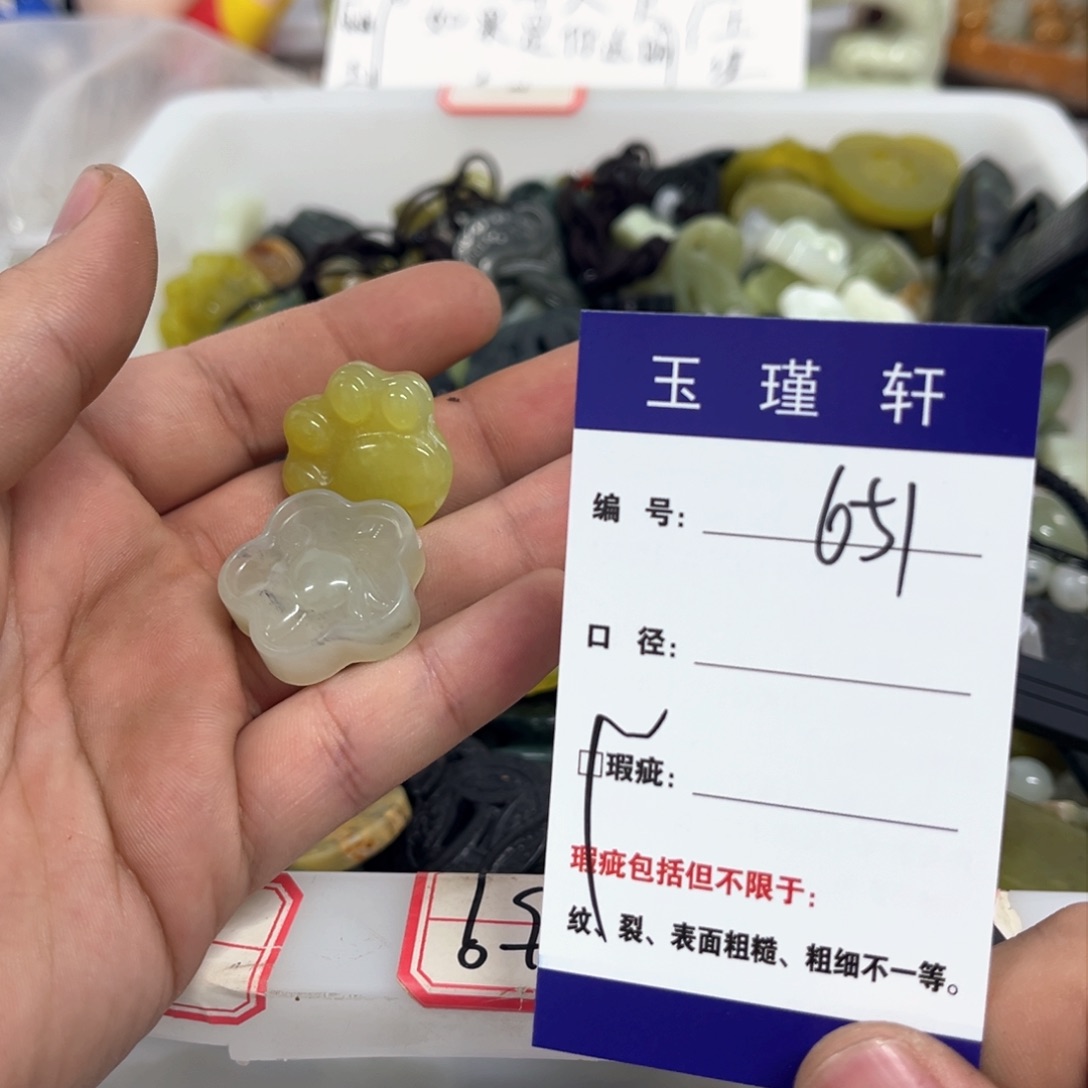 玉瑾轩
编号: 651
口径:
瑕疵:
瑕疵包括但不限于:
纹、裂、表面粗糙、粗细不一等。